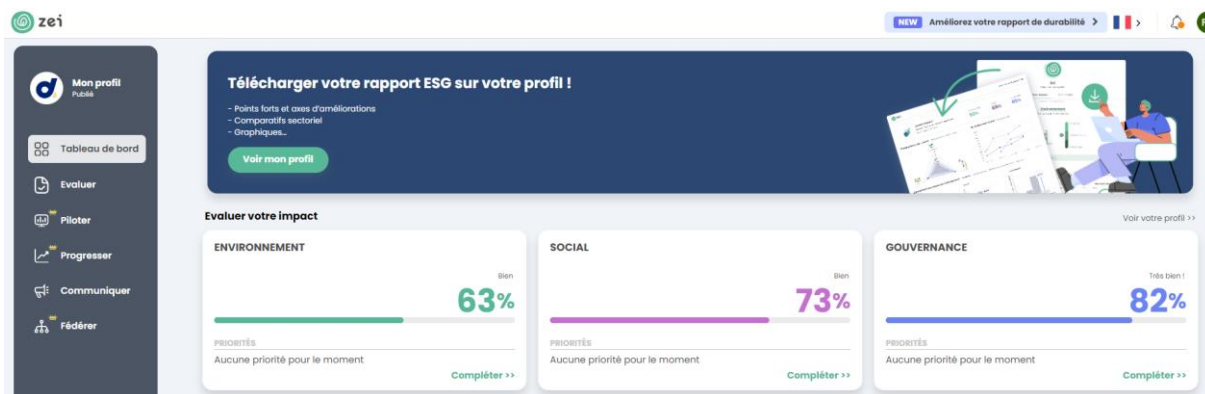 zei
NEW Améliorez votre rapport de durabilité >
Mon profil
Publié
Tableau de bord
Evaluer
Piloter
Progresser
Communiquer
Fédérer
Télécharger votre rapport ESG sur votre profil !
- Points forts et axes d'améliorations
- Comparatifs sectoriel
- Graphiques...
Voir mon profil
Evaluer votre impact
Voir votre profil >>
ENVIRONNEMENT
Bien
63%
PRIORITÉS
Aucune priorité pour le moment
Compléter >>
SOCIAL
Bien
73%
PRIORITÉS
Aucune priorité pour le moment
Compléter >>
GOUVERNANCE
Très bien !
82%
PRIORITÉS
Aucune priorité pour le moment
Compléter >>